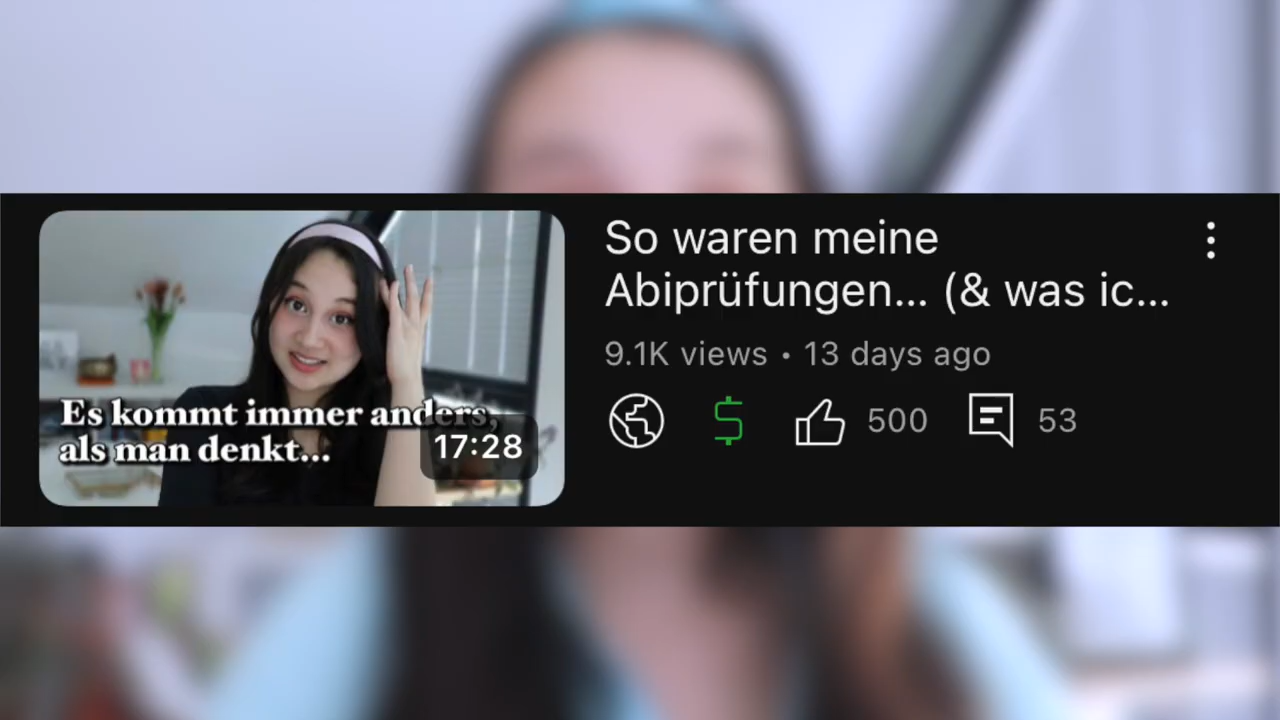 So waren meine
Abiprüfungen... (& was ic...
9.1K views • 13 days ago
500 53
Es kommt immer anders,
als man denkt...
17:28